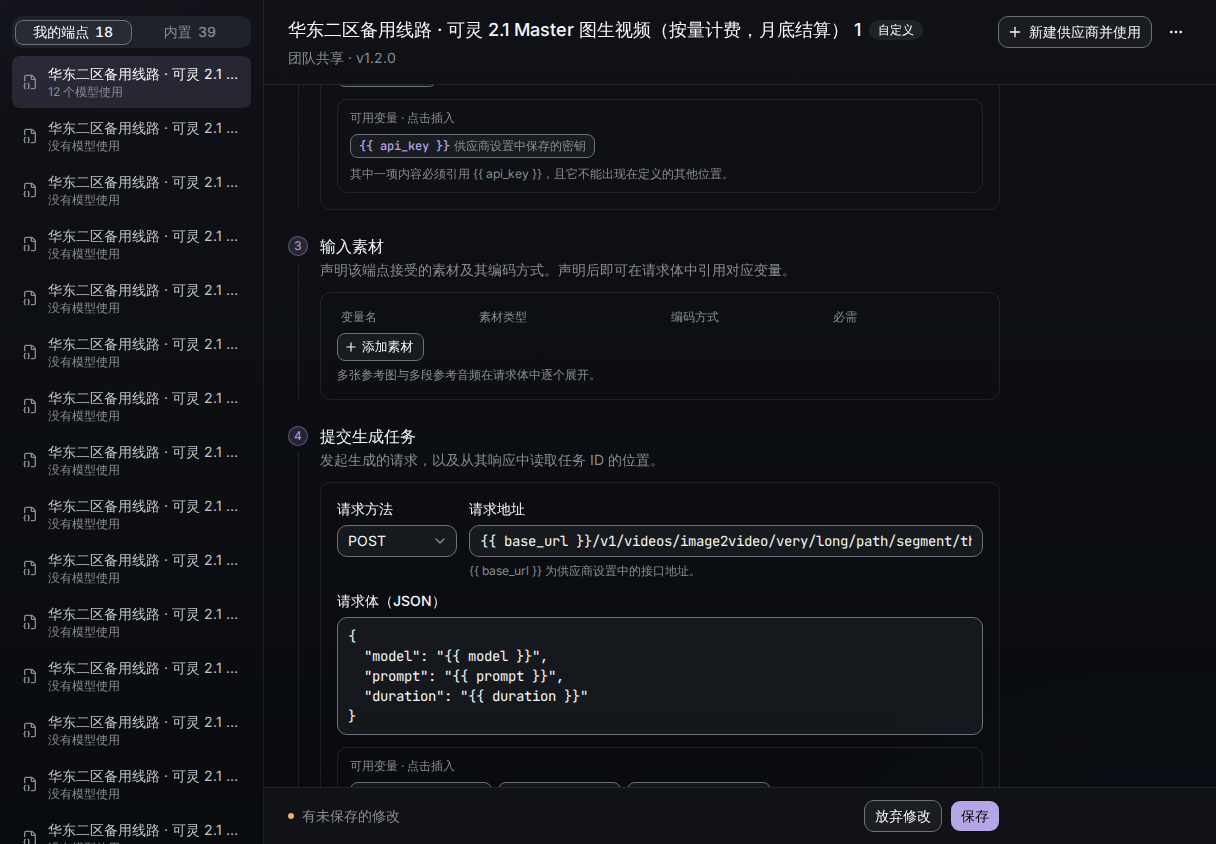 我的端点 18
内置 39
华东二区备用线路 · 可灵 2.1 ...
12 个模型使用
华东二区备用线路 · 可灵 2.1 ...
没有模型使用
华东二区备用线路 · 可灵 2.1 ...
没有模型使用
华东二区备用线路 · 可灵 2.1 ...
没有模型使用
华东二区备用线路 · 可灵 2.1 ...
没有模型使用
华东二区备用线路 · 可灵 2.1 ...
没有模型使用
华东二区备用线路 · 可灵 2.1 ...
没有模型使用
华东二区备用线路 · 可灵 2.1 ...
没有模型使用
华东二区备用线路 · 可灵 2.1 ...
没有模型使用
华东二区备用线路 · 可灵 2.1 ...
没有模型使用
华东二区备用线路 · 可灵 2.1 ...
没有模型使用
华东二区备用线路 · 可灵 2.1 ...
没有模型使用
华东二区备用线路 · 可灵 2.1 ...
没有模型使用
华东二区备用线路 · 可灵 2.1 ...
没有模型使用
华东二区备用线路 · 可灵 2.1 ...
华东二区备用线路 · 可灵 2.1 Master 图生视频（按量计费，月底结算） 1 自定义
团队共享 · v1.2.0
+ 新建供应商并使用
...
可用变量 · 点击插入
{{ api_key }} 供应商设置中保存的密钥
其中一项内容必须引用 {{ api_key }}，且它不能出现在定义的其他位置。
3 输入素材
声明该端点接受的素材及其编码方式。声明后即可在请求体中引用对应变量。
变量名 素材类型 编码方式 必需
+ 添加素材
多张参考图与多段参考音频在请求体中逐个展开。
4 提交生成任务
发起生成的请求，以及从其响应中读取任务 ID 的位置。
请求方法 请求地址
POST {{ base_url }}/v1/videos/image2video/very/long/path/segment/th
{{ base_url }} 为供应商设置中的接口地址。
请求体（JSON）
{
"model": "{{ model }}",
"prompt": "{{ prompt }}",
"duration": "{{ duration }}"
}
可用变量 · 点击插入
有未保存的修改
放弃修改
保存